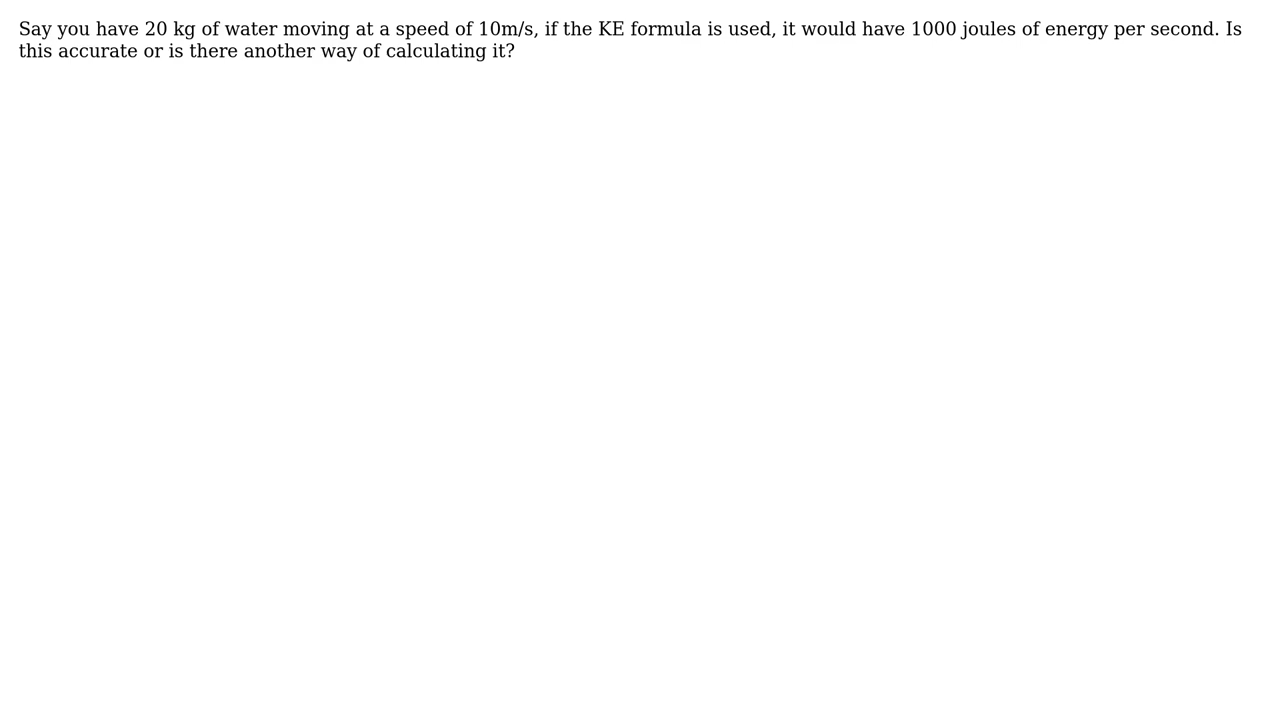 Say you have 20 kg of water moving at a speed of 10m/s, if the KE formula is used, it would have 1000 joules of energy per second. Is
this accurate or is there another way of calculating it?